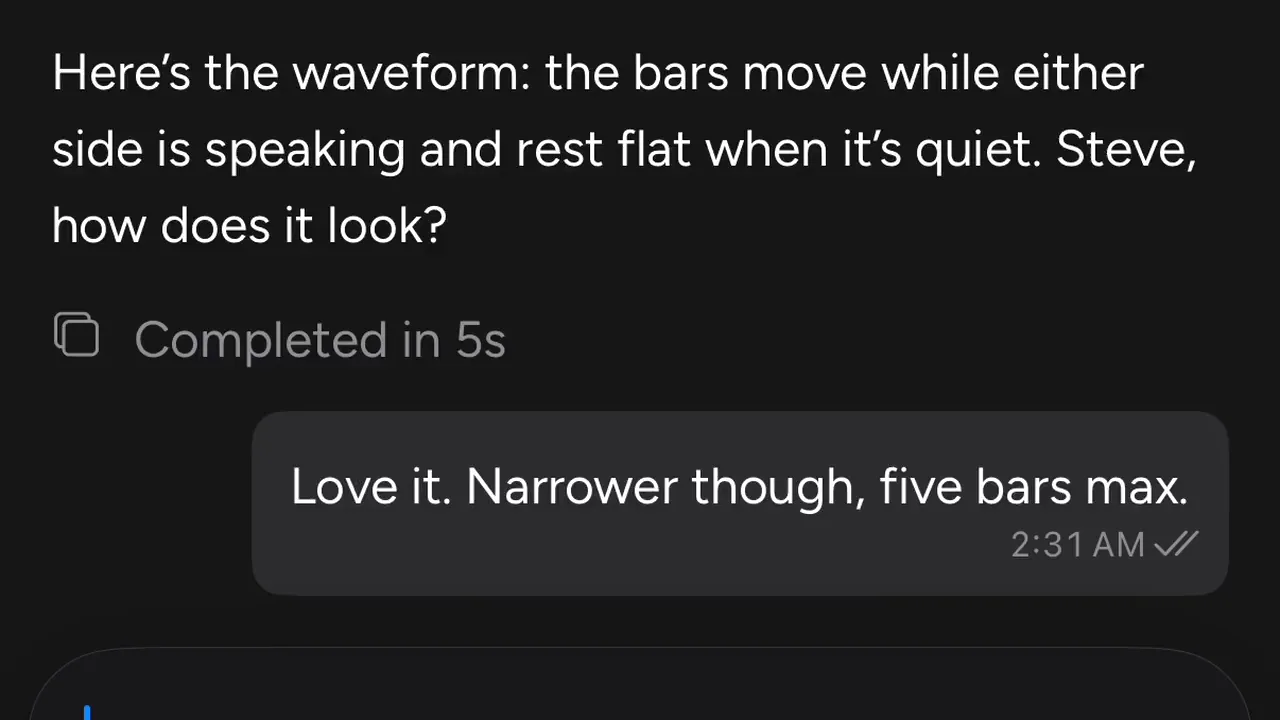 Here’s the waveform: the bars move while either
side is speaking and rest flat when it’s quiet. Steve,
how does it look?
Completed in 5s
Love it. Narrower though, five bars max.
2:31 AM